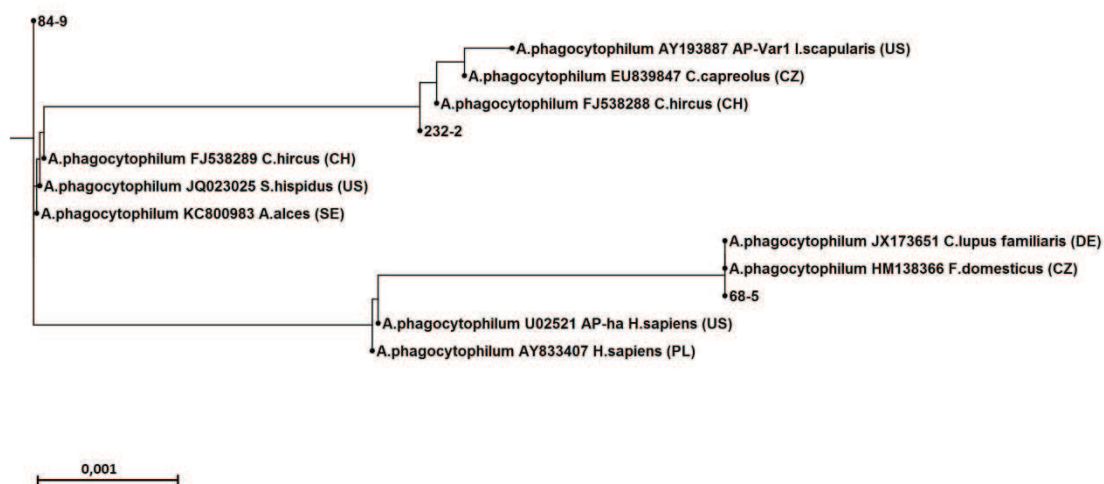 84-9
A.phagocytophilum AY193887 AP-Var1 I.scapularis (US)
A.phagocytophilum EU839847 C.capreolus (CZ)
A.phagocytophilum FJ538288 C.hircus (CH)
232-2
A.phagocytophilum FJ538289 C.hircus (CH)
A.phagocytophilum JQ023025 S.hispidus (US)
A.phagocytophilum KC800983 A.alces (SE)
A.phagocytophilum JX173651 C.lupus familiaris (DE)
A.phagocytophilum HM138366 F.domesticus (CZ)
68-5
A.phagocytophilum U02521 AP-ha H.sapiens (US)
A.phagocytophilum AY833407 H.sapiens (PL)
0,001